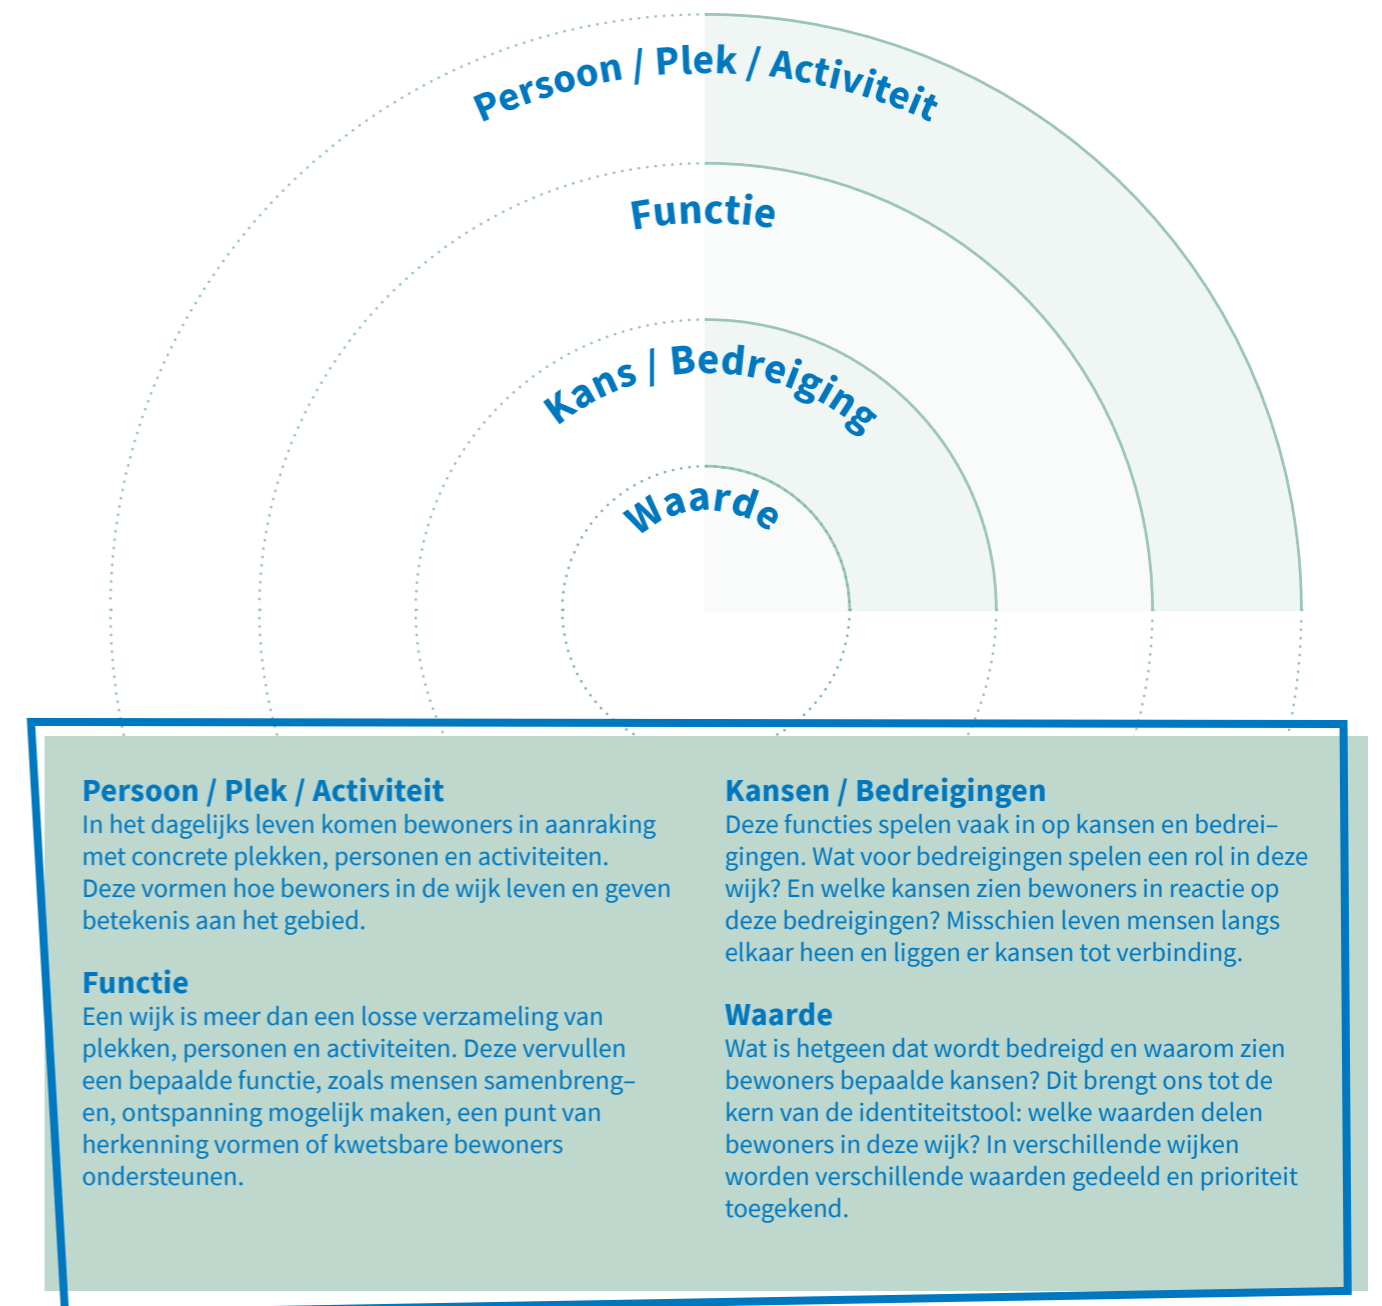 Persoon / Plek / Activiteit
Functie
Kans / Bedreiging
Waarde
Persoon / Plek / Activiteit
In het dagelijks leven komen bewoners in aanraking
met concrete plekken, personen en activiteiten.
Deze vormen hoe bewoners in de wijk leven en geven
betekenis aan het gebied.
Functie
Een wijk is meer dan een losse verzameling van
plekken, personen en activiteiten. Deze vervullen
een bepaalde functie, zoals mensen samenbreng–
en, ontspanning mogelijk maken, een punt van
herkenning vormen of kwetsbare bewoners
ondersteunen.
Kansen / Bedreigingen
Deze functies spelen vaak in op kansen en bedrei–
gingen. Wat voor bedreigingen spelen een rol in deze
wijk? En welke kansen zien bewoners in reactie op
deze bedreigingen? Misschien leven mensen langs
elkaar heen en liggen er kansen tot verbinding.
Waarde
Wat is hetgeen dat wordt bedreigd en waarom zien
bewoners bepaalde kansen? Dit brengt ons tot de
kern van de identiteitstool: welke waarden delen
bewoners in deze wijk? In verschillende wijken
worden verschillende waarden gedeeld en prioriteit
toegekend.